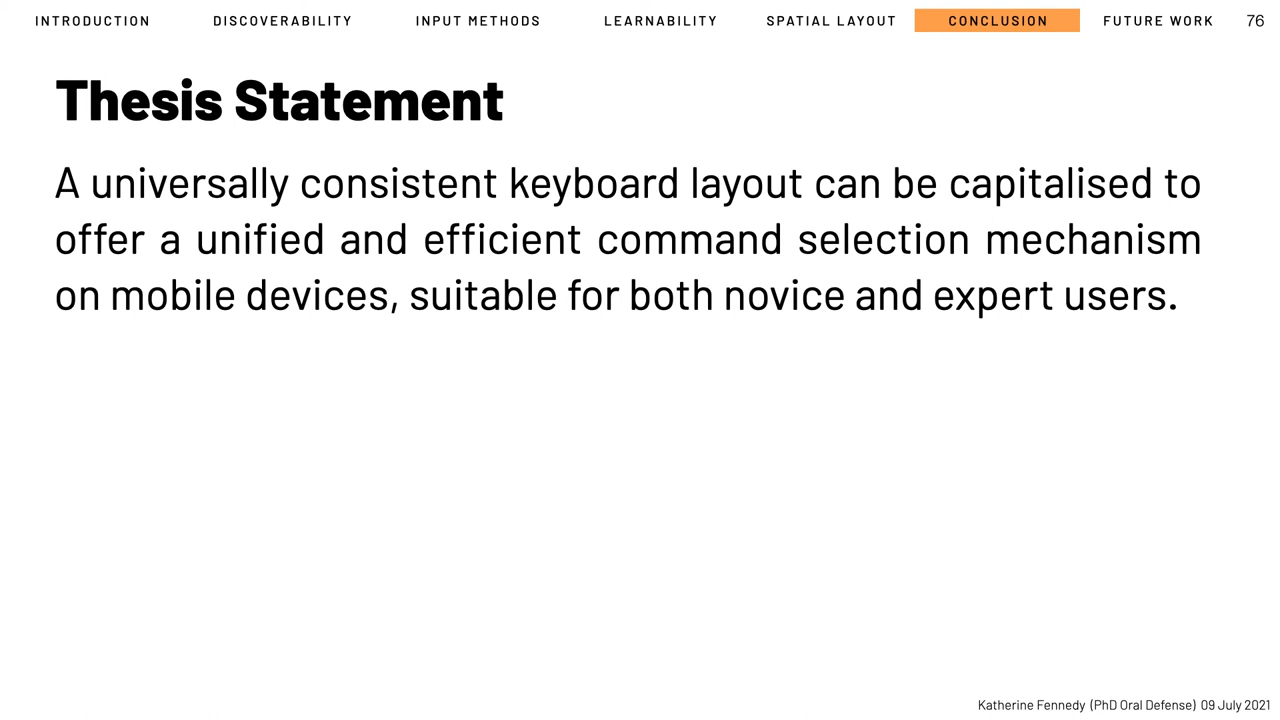 INTRODUCTION DISCOVERABILITY INPUT METHODS LEARNABILITY SPATIAL LAYOUT CONCLUSION FUTURE WORK 76
Thesis Statement
A universally consistent keyboard layout can be capitalised to
offer a unified and efficient command selection mechanism
on mobile devices, suitable for both novice and expert users.
Katherine Fennedy (PhD Oral Defense) 09 July 2021